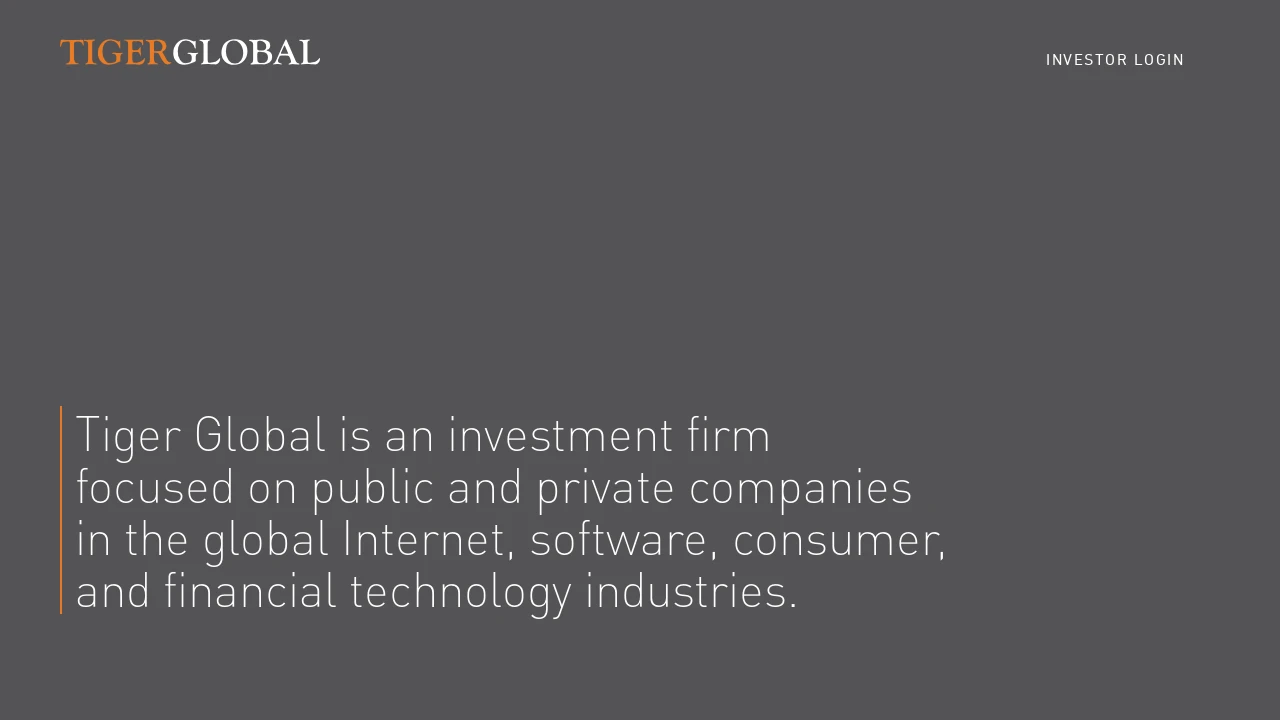 TIGERGLOBAL
INVESTOR LOGIN
Tiger Global is an investment firm
focused on public and private companies
in the global Internet, software, consumer,
and financial technology industries.